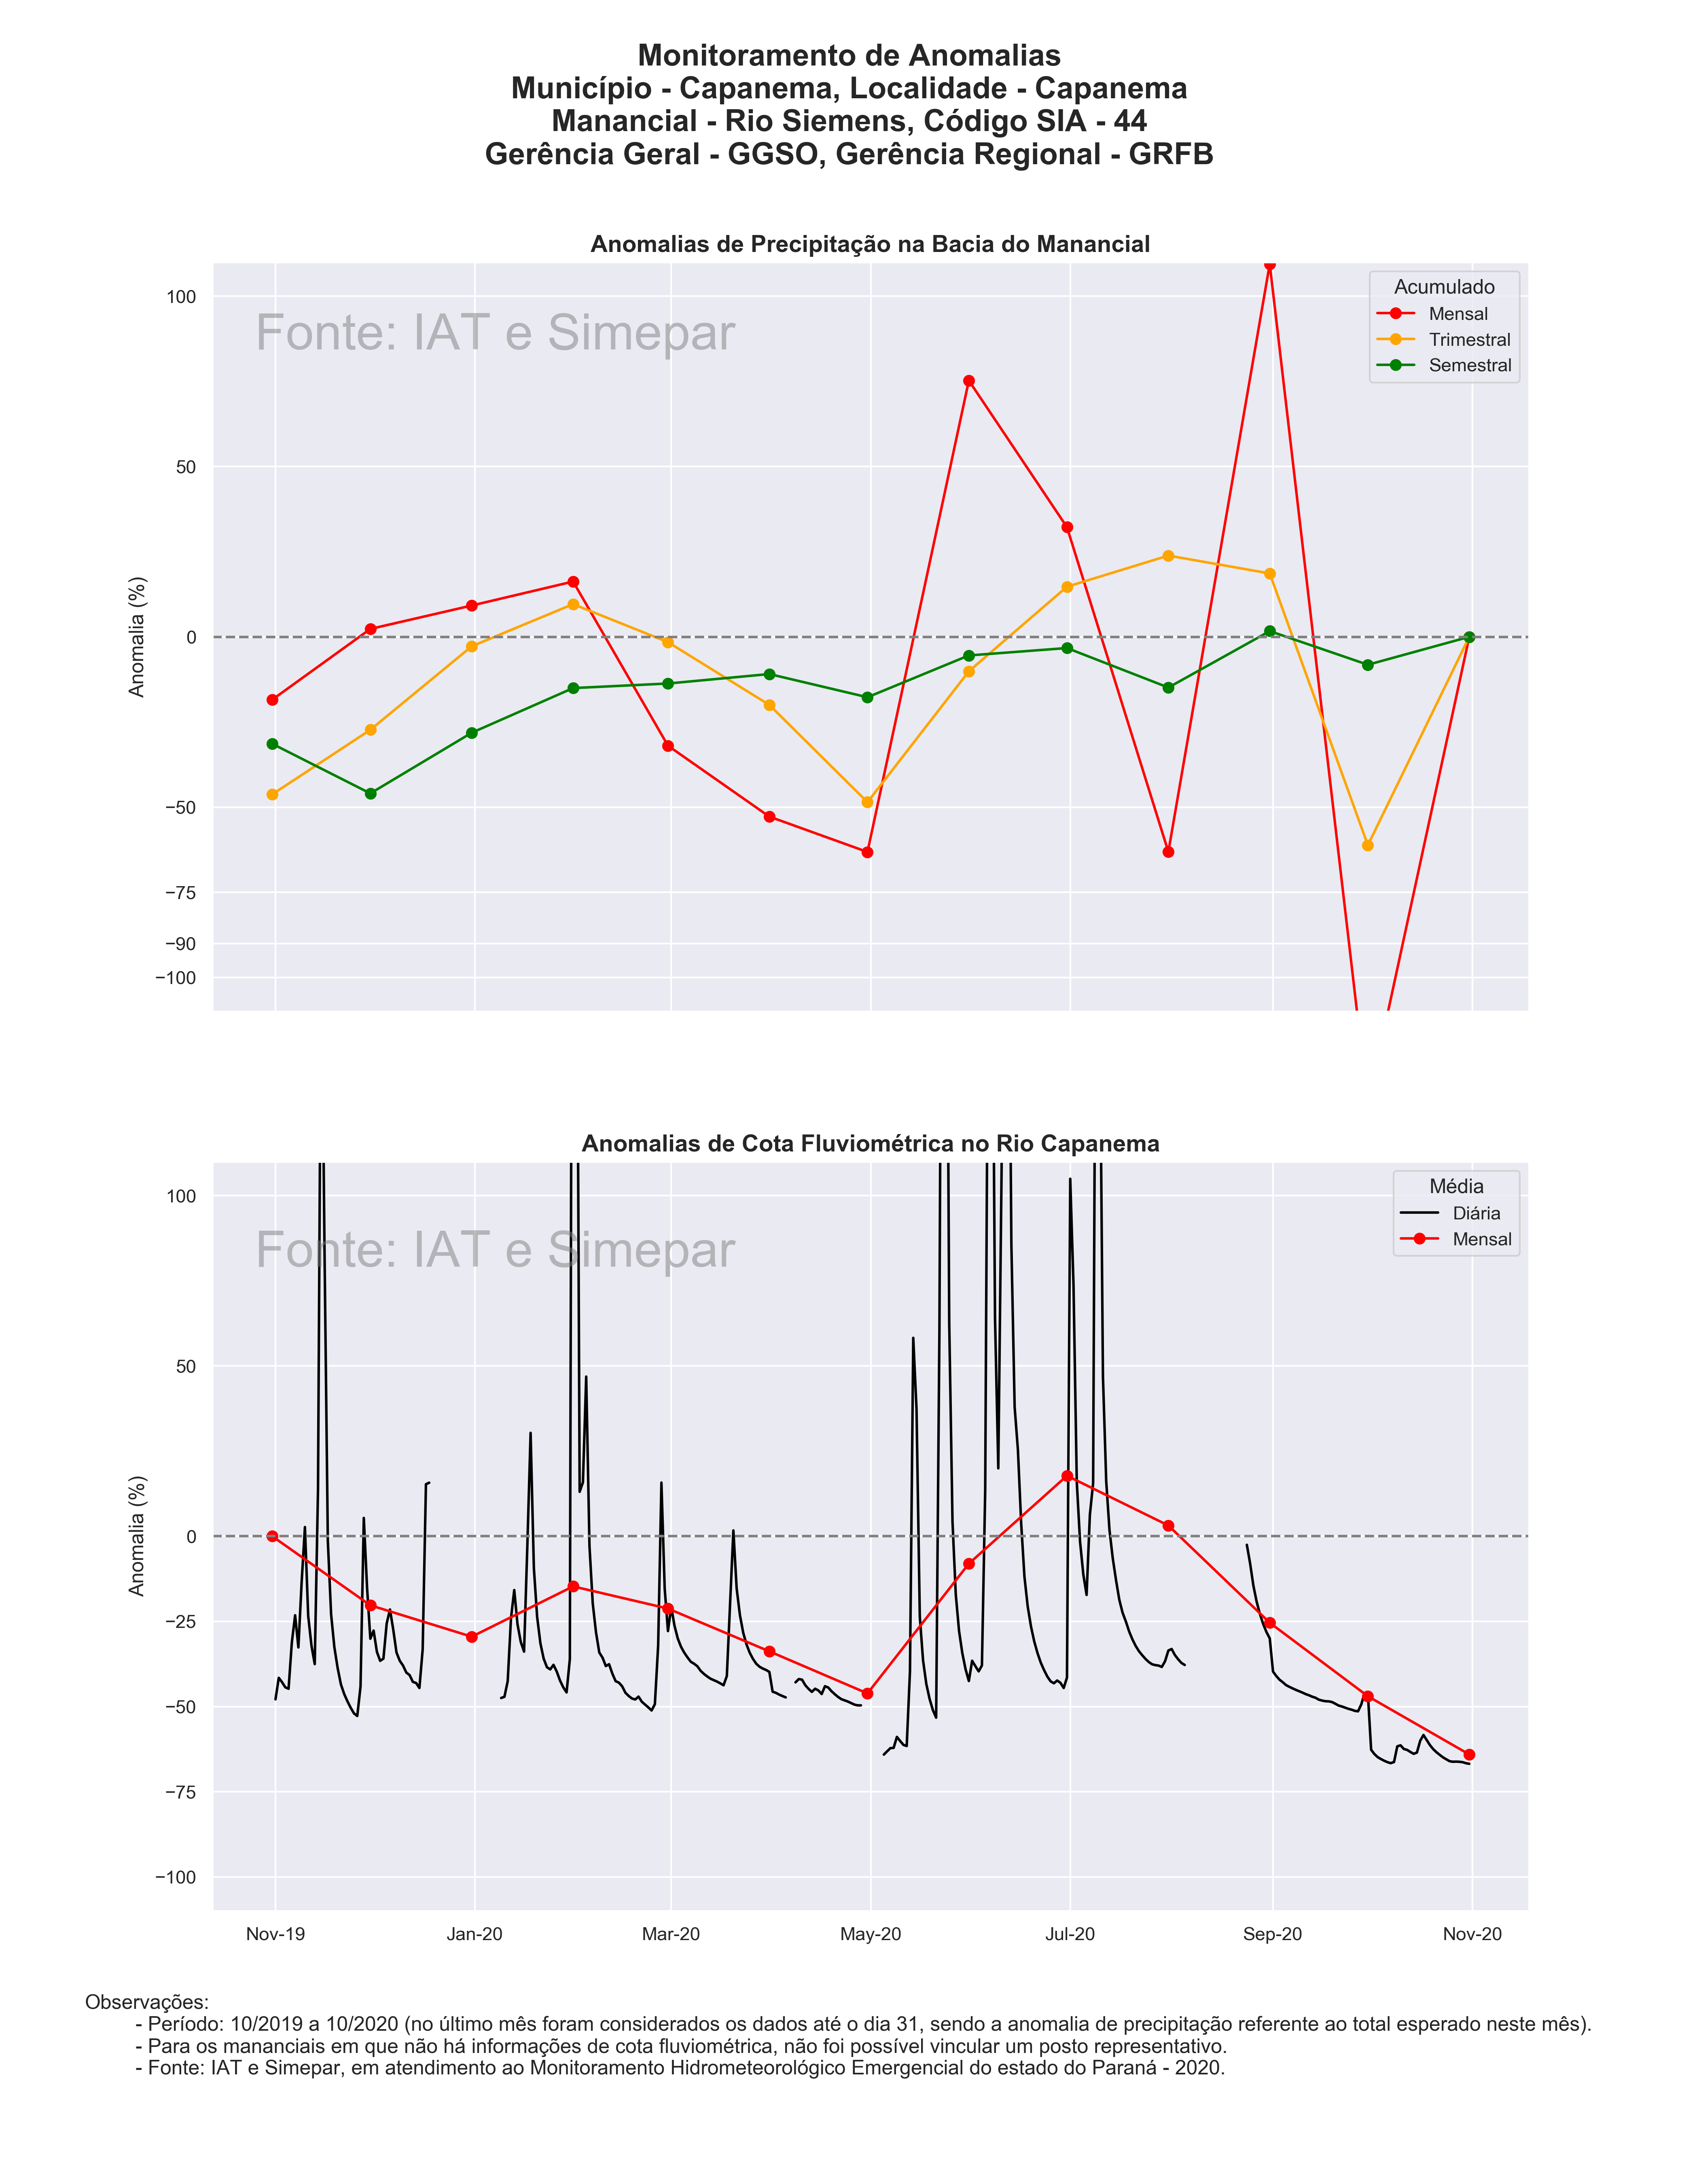 Monitoramento de Anomalias
Município - Capanema, Localidade - Capanema
Manancial - Rio Siemens, Código SIA - 44
Gerência Geral - GGSO, Gerência Regional - GRFB
Anomalias de Precipitação na Bacia do Manancial
Fonte: IAT e Simepar
Acumulado
Mensal
Trimestral
Semestral
Anomalia (%)
100
50
0
−50
−75
−90
−100
Anomalias de Cota Fluviométrica no Rio Capanema
Fonte: IAT e Simepar
Média
Diária
Mensal
Anomalia (%)
100
50
0
−25
−50
−75
−100
Nov-19 Jan-20 Mar-20 May-20 Jul-20 Sep-20 Nov-20
Observações:
- Período: 10/2019 a 10/2020 (no último mês foram considerados os dados até o dia 31, sendo a anomalia de precipitação referente ao total esperado neste mês).
- Para os mananciais em que não há informações de cota fluviométrica, não foi possível vincular um posto representativo.
- Fonte: IAT e Simepar, em atendimento ao Monitoramento Hidrometeorológico Emergencial do estado do Paraná - 2020.